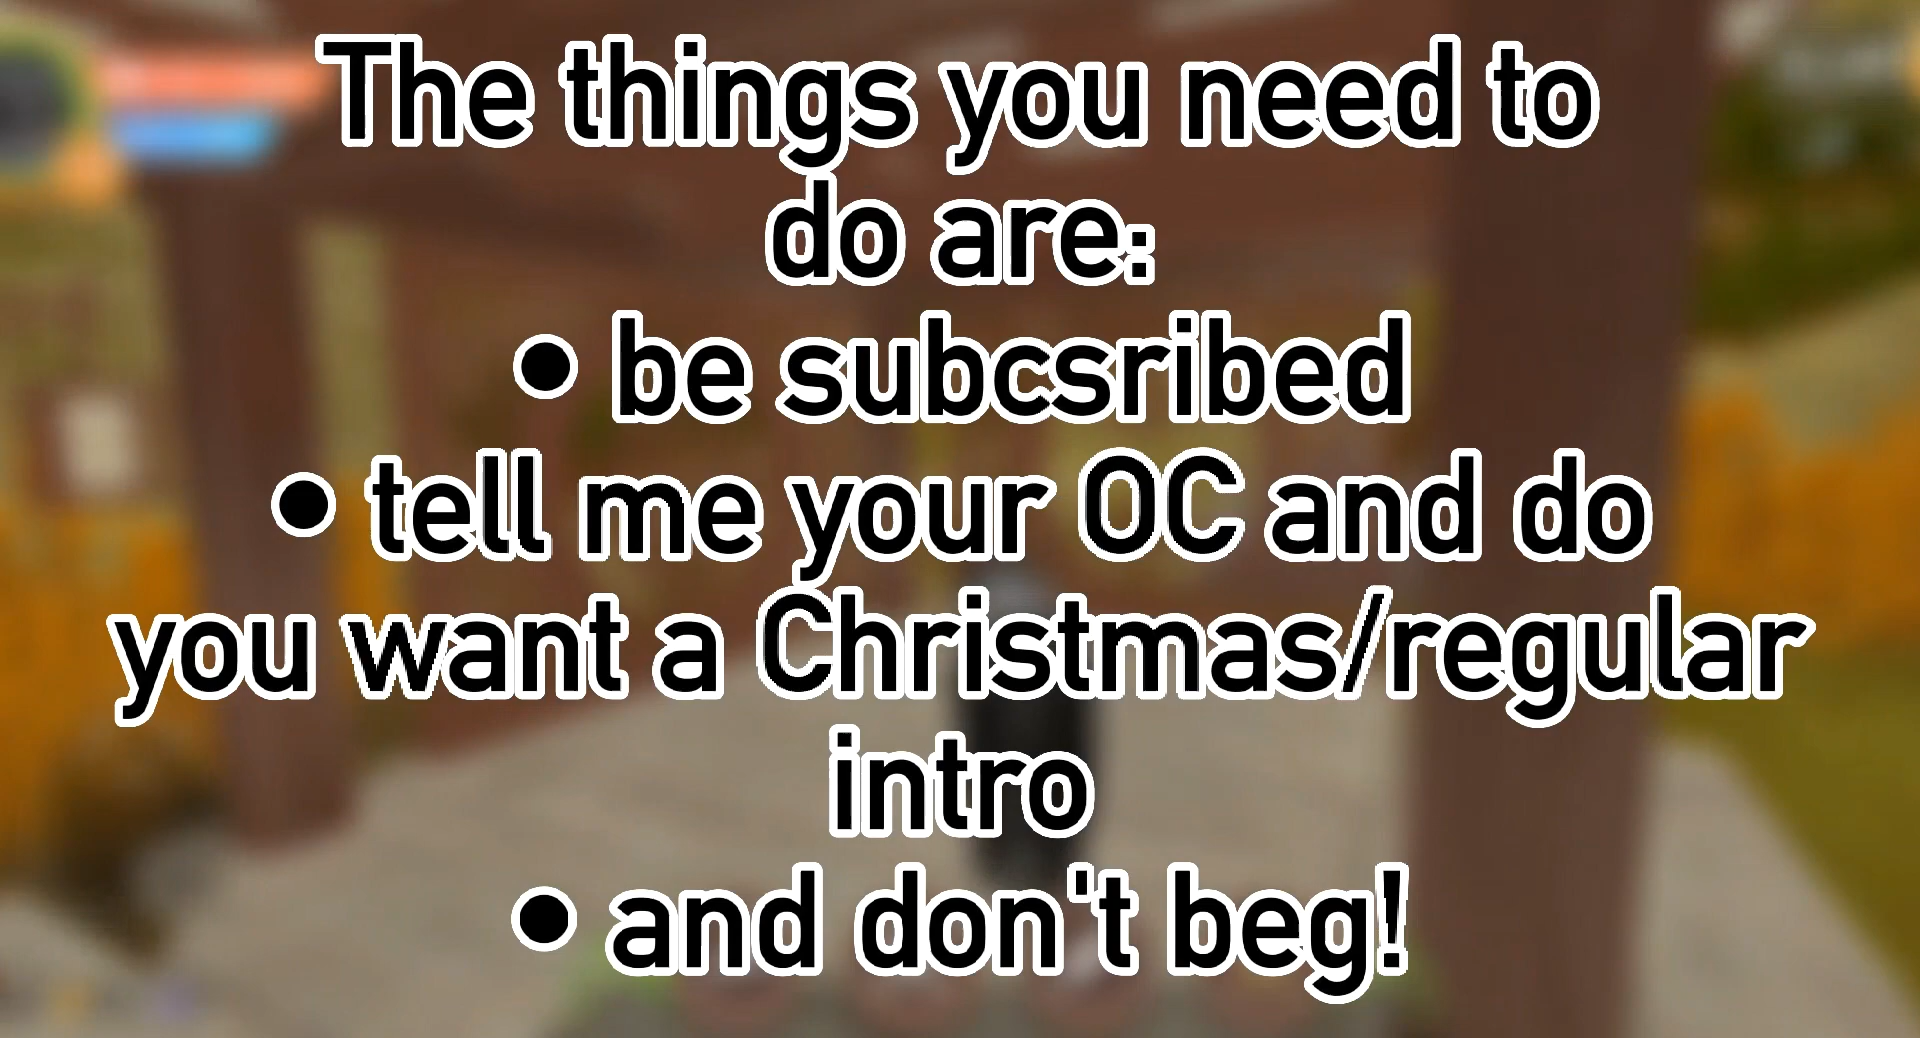 The things you need to
do are:
• be subcsribed
• tell me your OC and do
you want a Christmas/regular
intro
• and don't beg!